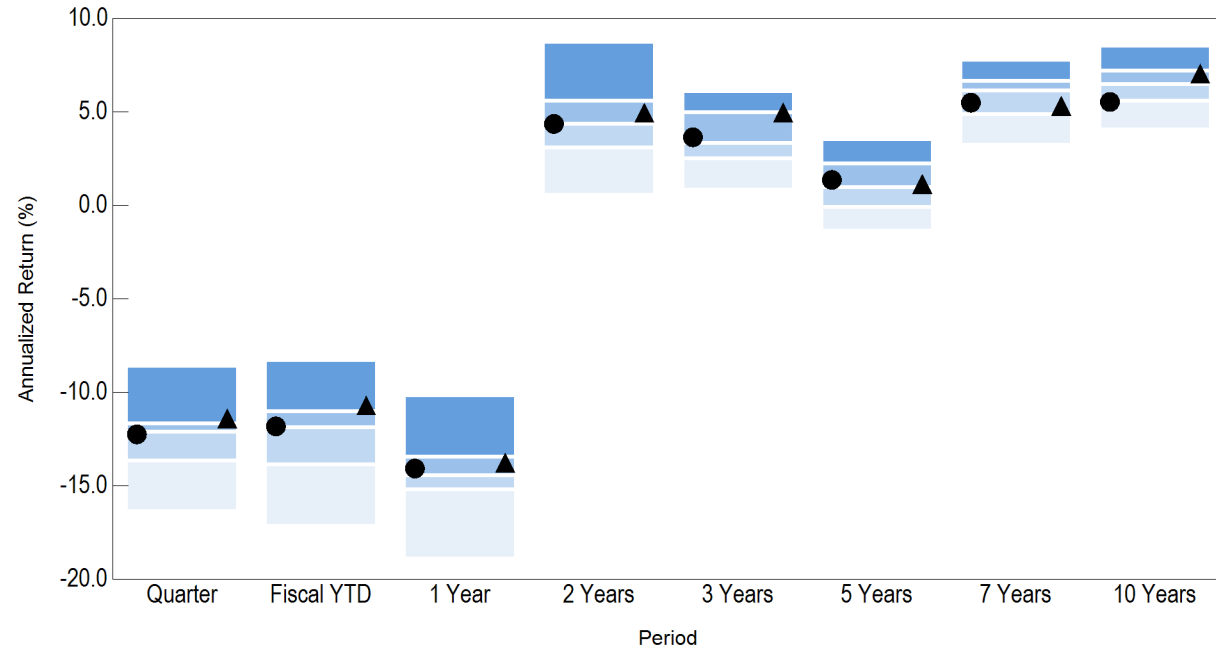 10.0
5.0
0.0
-5.0
-10.0
-15.0
-20.0
Annualized Return (%)
Quarter Fiscal YTD 1 Year 2 Years 3 Years 5 Years 7 Years 10 Years
Period